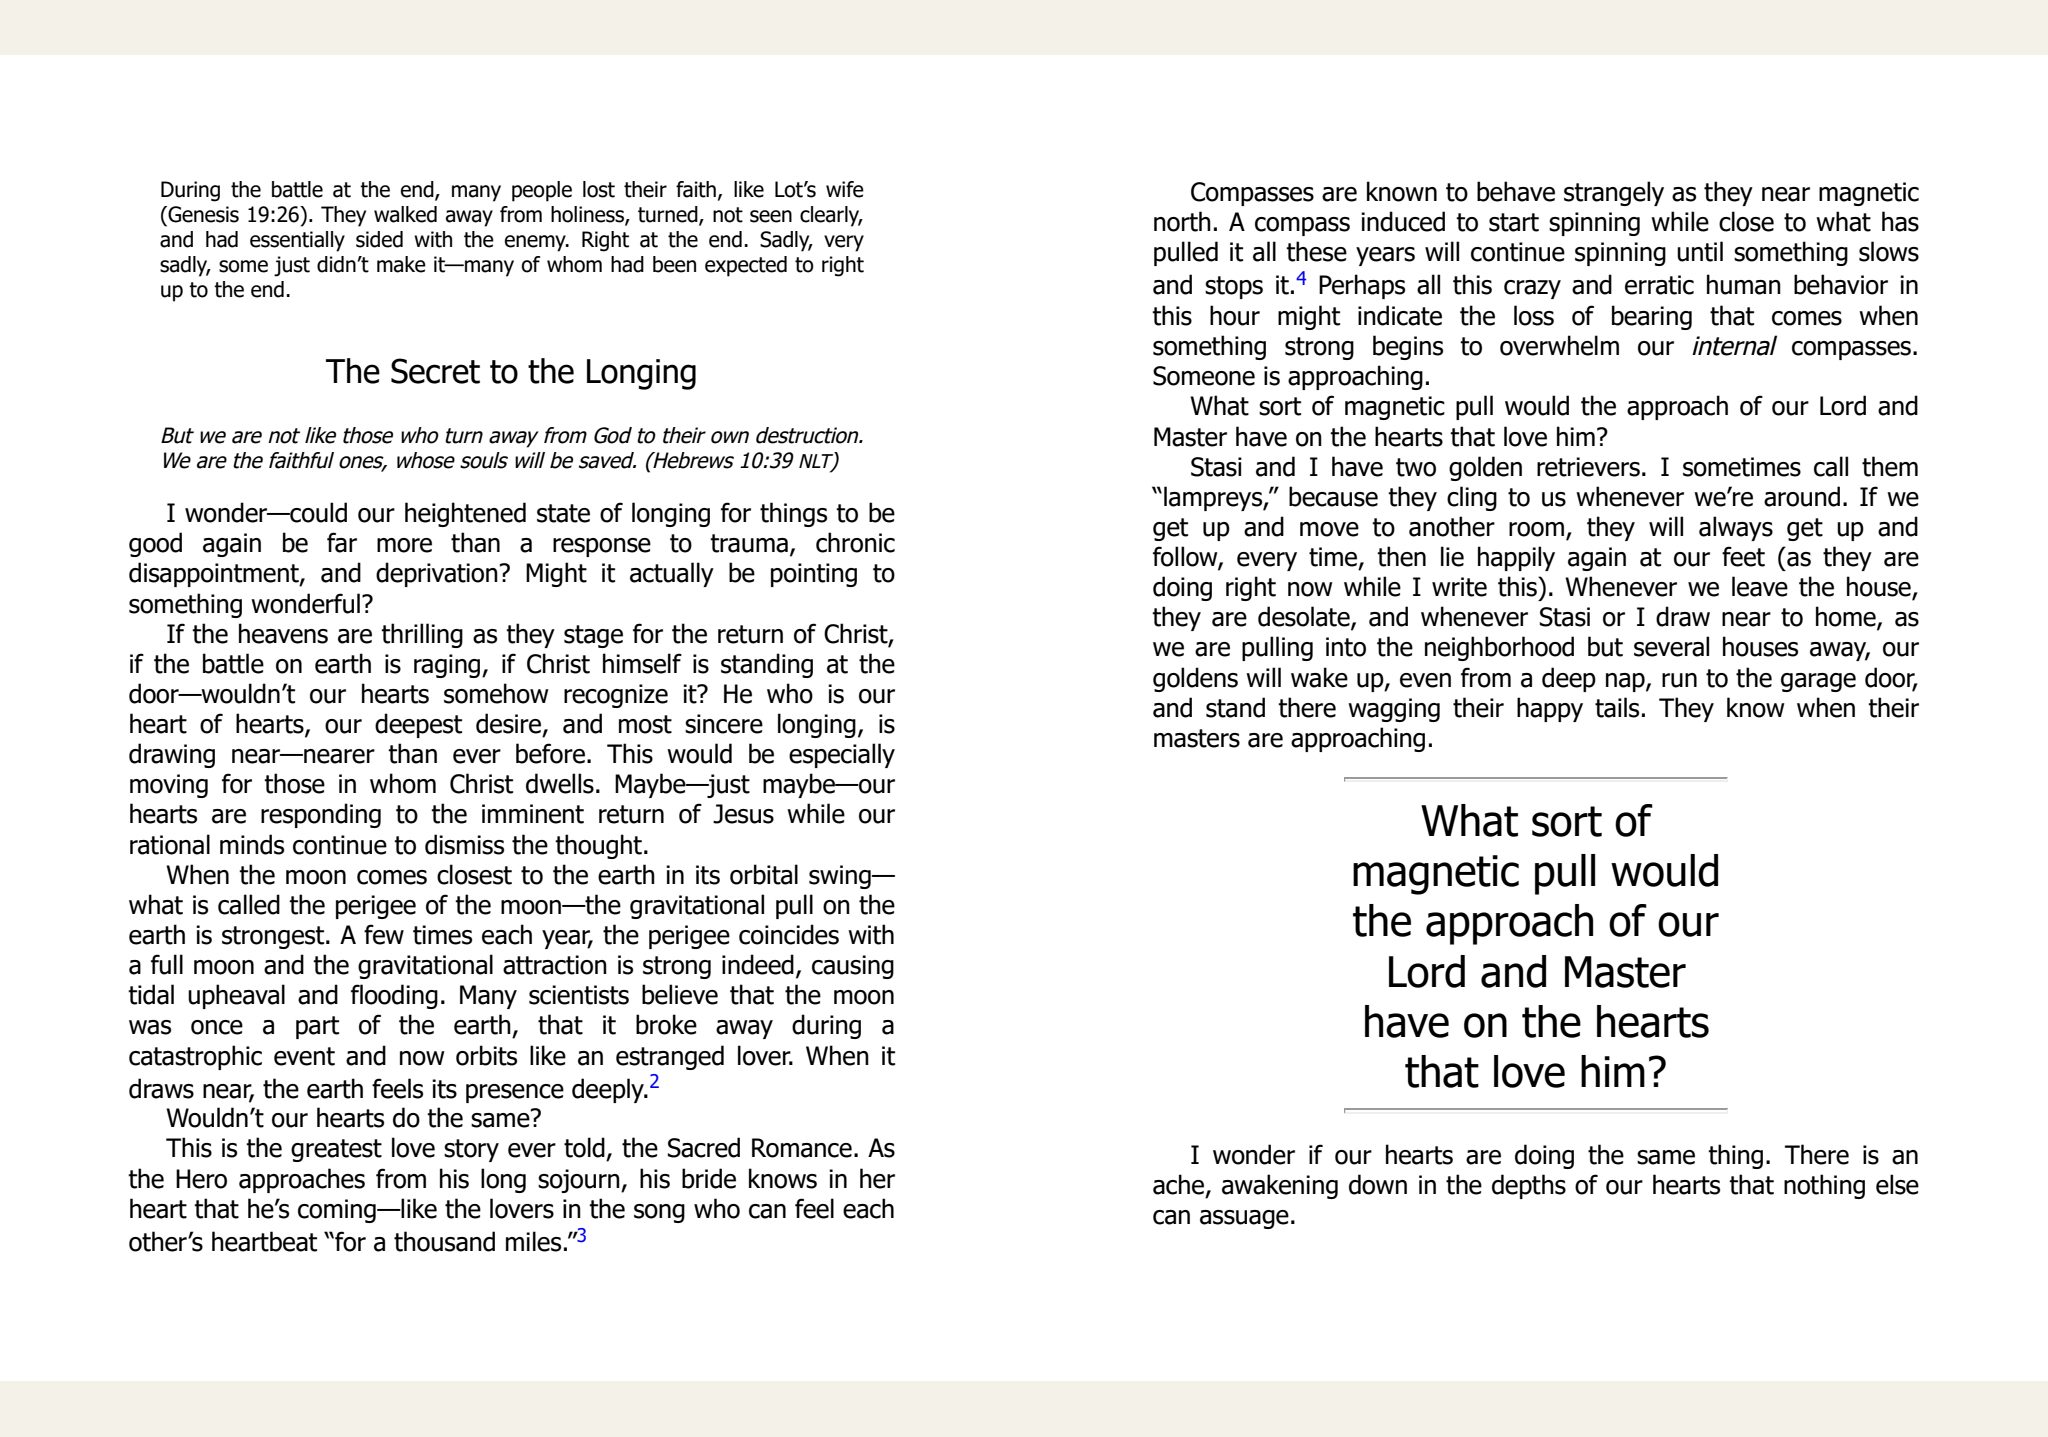 During the battle at the end, many people lost their faith, like Lot’s wife
(Genesis 19:26). They walked away from holiness, turned, not seen clearly,
and had essentially sided with the enemy. Right at the end. Sadly, very
sadly, some just didn’t make it—many of whom had been expected to right
up to the end.
The Secret to the Longing
But we are not like those who turn away from God to their own destruction.
We are the faithful ones, whose souls will be saved. (Hebrews 10:39 NLT)
I wonder—could our heightened state of longing for things to be
good again be far more than a response to trauma, chronic
disappointment, and deprivation? Might it actually be pointing to
something wonderful?
If the heavens are thrilling as they stage for the return of Christ,
if the battle on earth is raging, if Christ himself is standing at the
door—wouldn’t our hearts somehow recognize it? He who is our
heart of hearts, our deepest desire, and most sincere longing, is
drawing near—nearer than ever before. This would be especially
moving for those in whom Christ dwells. Maybe—just maybe—our
hearts are responding to the imminent return of Jesus while our
rational minds continue to dismiss the thought.
When the moon comes closest to the earth in its orbital swing—
what is called the perigee of the moon—the gravitational pull on the
earth is strongest. A few times each year, the perigee coincides with
a full moon and the gravitational attraction is strong indeed, causing
tidal upheaval and flooding. Many scientists believe that the moon
was once a part of the earth, that it broke away during a
catastrophic event and now orbits like an estranged lover. When it
draws near, the earth feels its presence deeply.2
Wouldn’t our hearts do the same?
This is the greatest love story ever told, the Sacred Romance. As
the Hero approaches from his long sojourn, his bride knows in her
heart that he’s coming—like the lovers in the song who can feel each
other’s heartbeat “for a thousand miles.”3
Compasses are known to behave strangely as they near magnetic
north. A compass induced to start spinning while close to what has
pulled it all these years will continue spinning until something slows
and stops it.4 Perhaps all this crazy and erratic human behavior in
this hour might indicate the loss of bearing that comes when
something strong begins to overwhelm our internal compasses.
Someone is approaching.
What sort of magnetic pull would the approach of our Lord and
Master have on the hearts that love him?
Stasi and I have two golden retrievers. I sometimes call them
“lampreys,” because they cling to us whenever we’re around. If we
get up and move to another room, they will always get up and
follow, every time, then lie happily again at our feet (as they are
doing right now while I write this). Whenever we leave the house,
they are desolate, and whenever Stasi or I draw near to home, as
we are pulling into the neighborhood but several houses away, our
goldens will wake up, even from a deep nap, run to the garage door,
and stand there wagging their happy tails. They know when their
masters are approaching.
What sort of
magnetic pull would
the approach of our
Lord and Master
have on the hearts
that love him?
I wonder if our hearts are doing the same thing. There is an
ache, awakening down in the depths of our hearts that nothing else
can assuage.